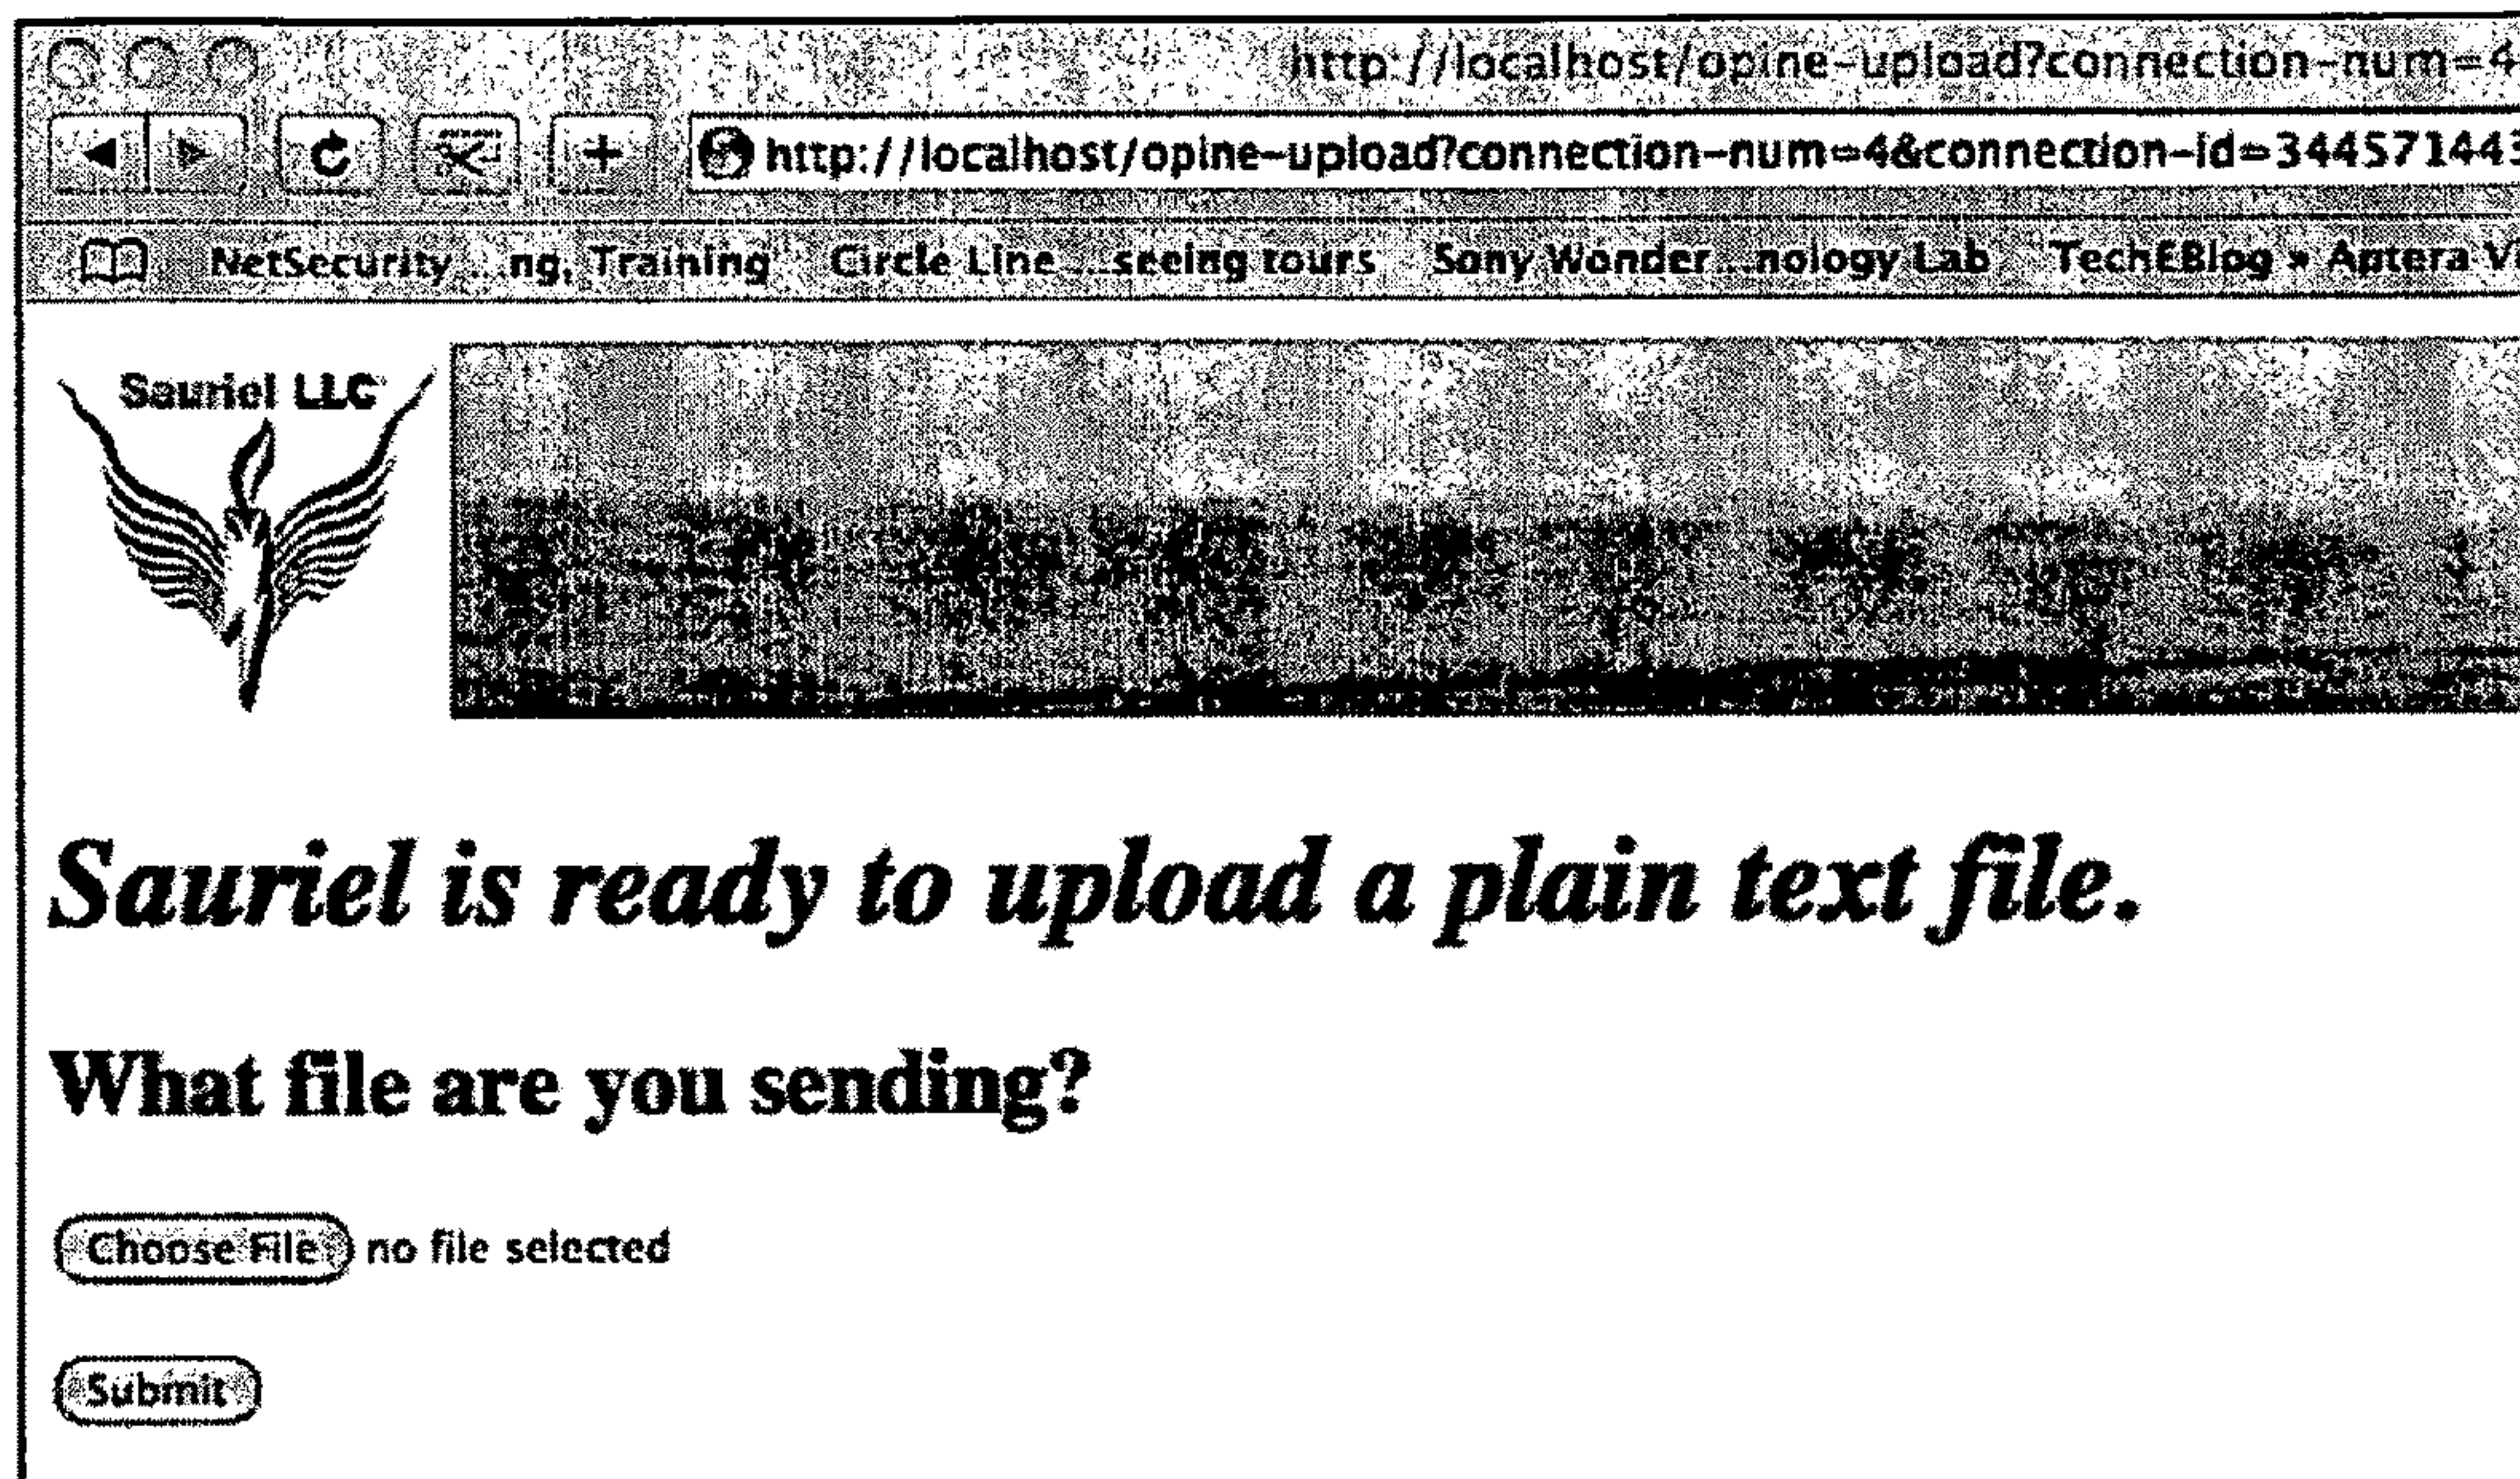 http://localhost/opine-upload?connection-num=4
http://localhost/opine-upload?connection-num=4&connection-id=344571443
NetSecurity ...ng, Training Circle Line ...seeing tours Sony Wonder...nology Lab TechEBlog » Aptera V
Sauriel LLC
Sauriel is ready to upload a plain text file.
What file are you sending?
Choose File no file selected
Submit